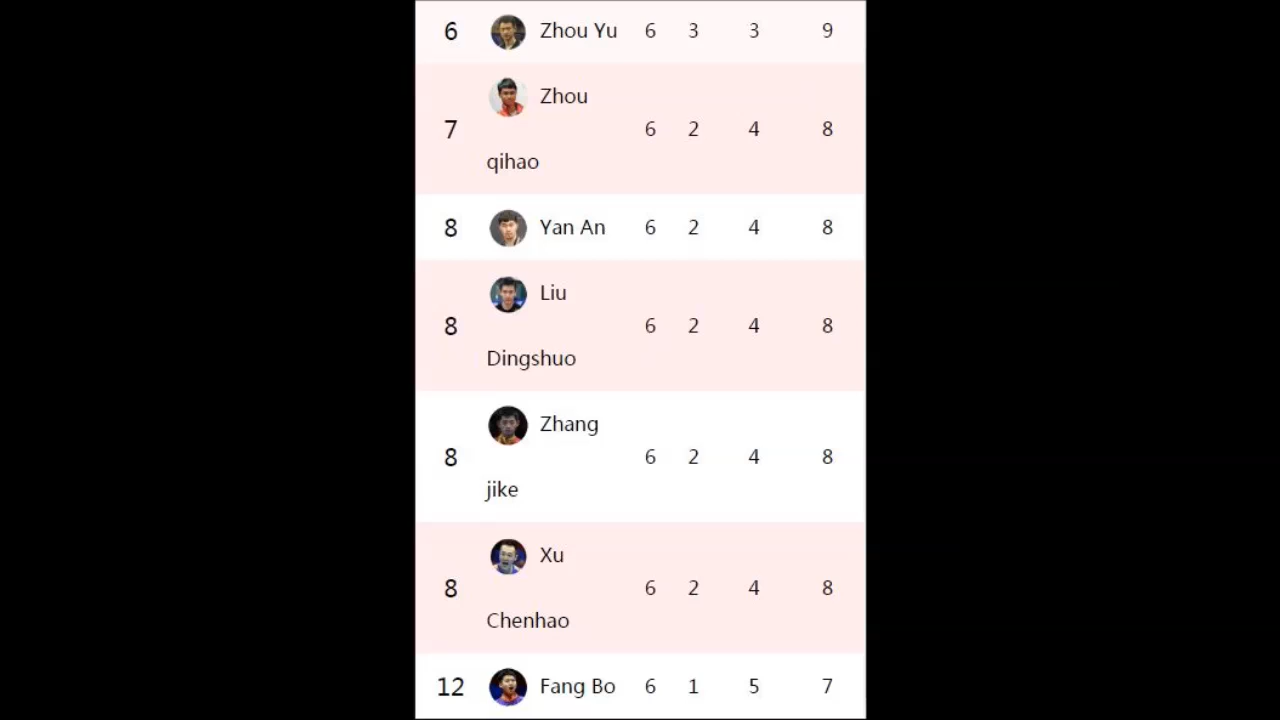 6 Zhou Yu 6 3 3 9
Zhou
7 6 2 4 8
qihao
8 Yan An 6 2 4 8
Liu
8 6 2 4 8
Dingshuo
Zhang
8 6 2 4 8
jike
Xu
8 6 2 4 8
Chenhao
12 Fang Bo 6 1 5 7